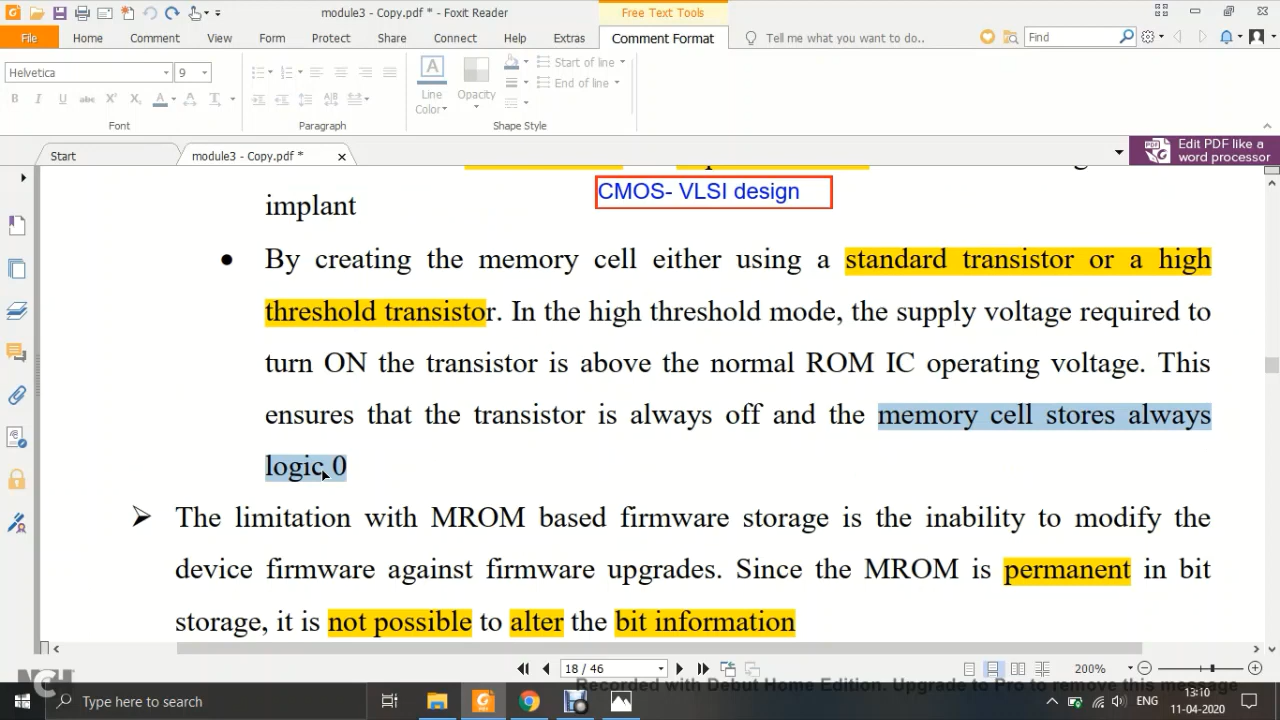 module3 - Copy.pdf * - Foxit Reader
Free Text Tools
File Home Comment View Form Protect Share Connect Help Extras Comment Format Tell me what you want to do.. Find
Helvetica 9
Line Color
Opacity
Start of line
End of line
Font Paragraph Shape Style
Start module3 - Copy.pdf *
Edit PDF like a
word processor
CMOS- VLSI design
implant
• By creating the memory cell either using a standard transistor or a high
threshold transistor. In the high threshold mode, the supply voltage required to
turn ON the transistor is above the normal ROM IC operating voltage. This
ensures that the transistor is always off and the memory cell stores always
logic 0
➢ The limitation with MROM based firmware storage is the inability to modify the
device firmware against firmware upgrades. Since the MROM is permanent in bit
storage, it is not possible to alter the bit information
18 / 46 200%
NCH
Recorded with Debut Home Edition. Upgrade to Pro to remove this message
Type here to search
ENG
13:10
11-04-2020